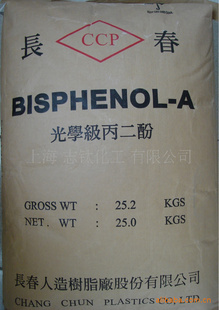 長 CCP 春
BISPHENOL-A
光學級丙二酚
GROSS WT : 25.2 KGS
NET. WT : 25.0 KGS
長春人造樹脂廠股份有限公司
CHANG CHUN PLASTICS CO., LTD